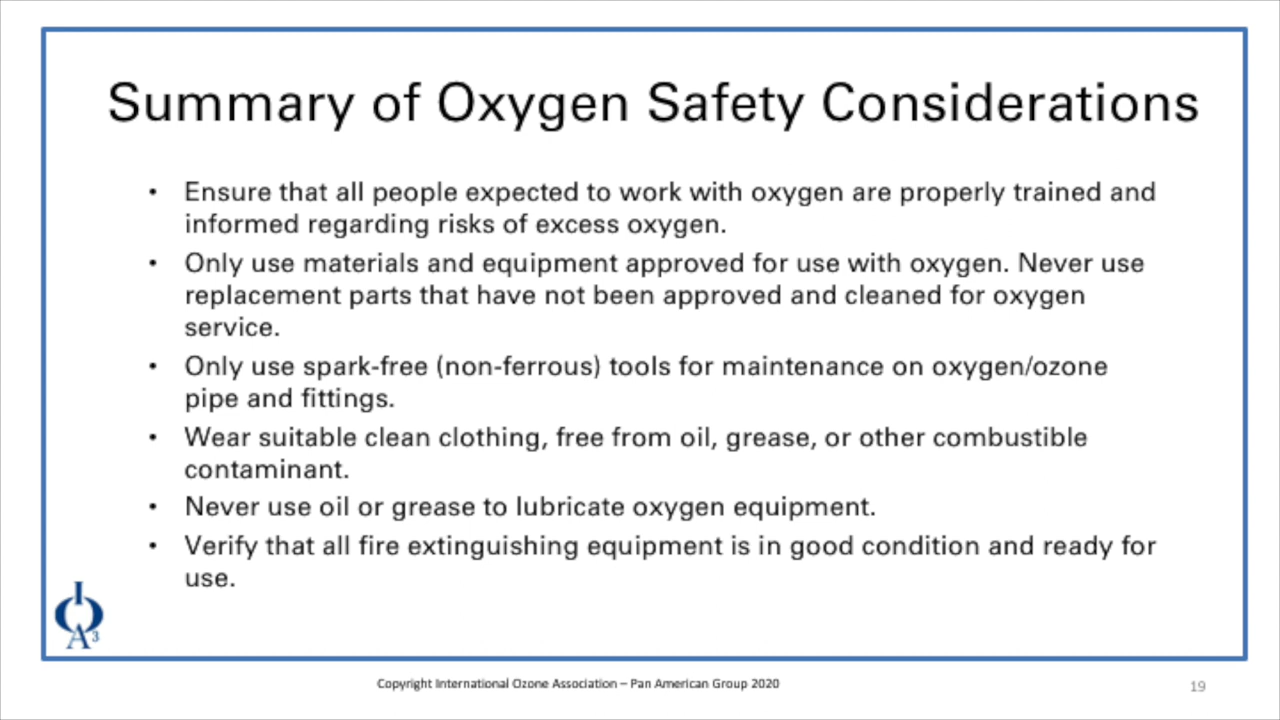 Summary of Oxygen Safety Considerations
• Ensure that all people expected to work with oxygen are properly trained and
informed regarding risks of excess oxygen.
• Only use materials and equipment approved for use with oxygen. Never use
replacement parts that have not been approved and cleaned for oxygen
service.
• Only use spark-free (non-ferrous) tools for maintenance on oxygen/ozone
pipe and fittings.
• Wear suitable clean clothing, free from oil, grease, or other combustible
contaminant.
• Never use oil or grease to lubricate oxygen equipment.
• Verify that all fire extinguishing equipment is in good condition and ready for
use.
I
O
A3
Copyright International Ozone Association – Pan American Group 2020
19